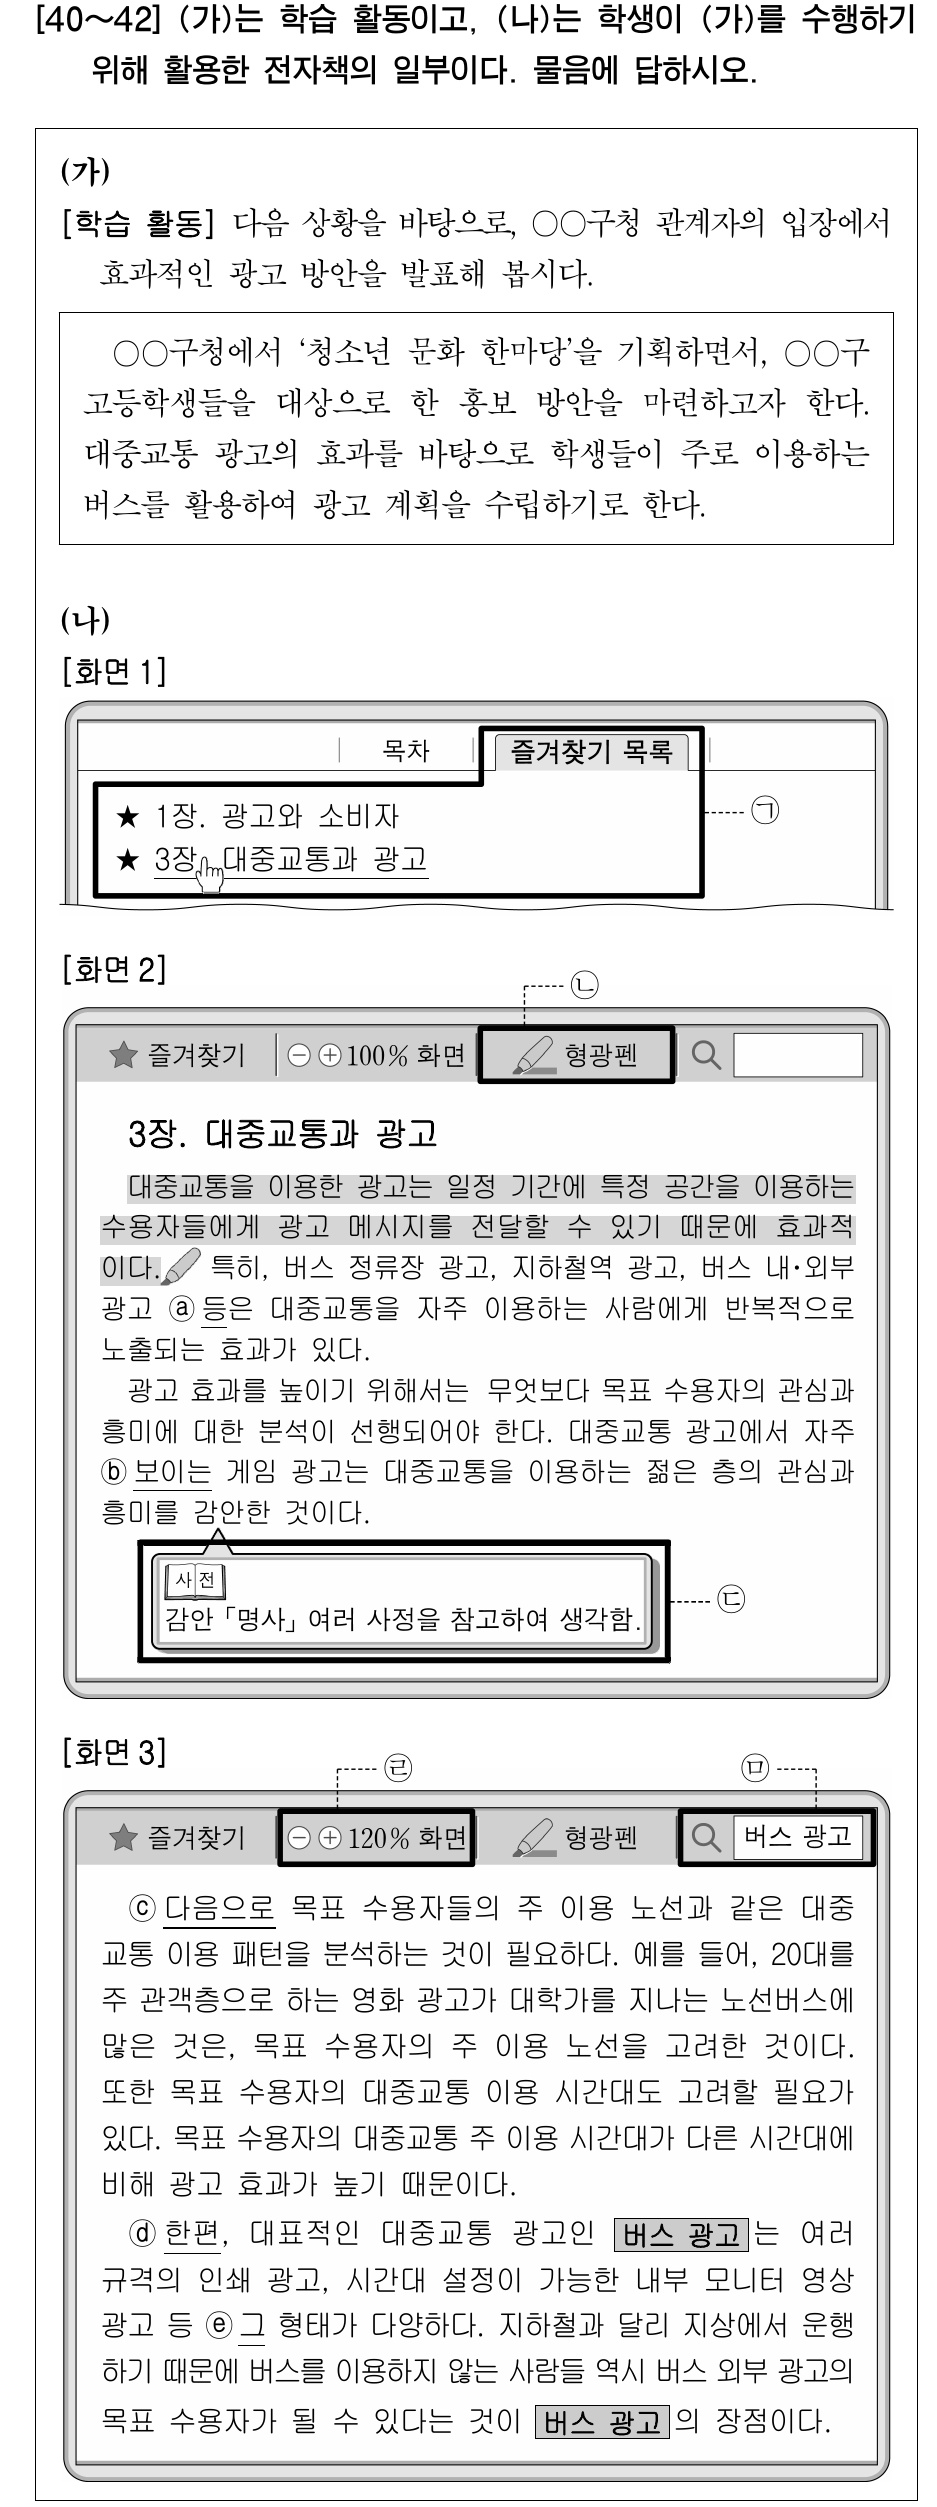 [40~42] (가)는 학습 활동이고, (나)는 학생이 (가)를 수행하기
위해 활용한 전자책의 일부이다. 물음에 답하시오.
(가)
[학습 활동] 다음 상황을 바탕으로, ○○구청 관계자의 입장에서
효과적인 광고 방안을 발표해 봅시다.
○○구청에서 ‘청소년 문화 한마당’을 기획하면서, ○○구
고등학생들을 대상으로 한 홍보 방안을 마련하고자 한다.
대중교통 광고의 효과를 바탕으로 학생들이 주로 이용하는
버스를 활용하여 광고 계획을 수립하기로 한다.
(나)
[화면 1]
목차 즐겨찾기 목록
★ 1장. 광고와 소비자
㉠
★ 3장. 대중교통과 광고
[화면 2]
㉡
★ 즐겨찾기 ⊖ ⊕ 100% 화면 형광펜
3장. 대중교통과 광고
대중교통을 이용한 광고는 일정 기간에 특정 공간을 이용하는
수용자들에게 광고 메시지를 전달할 수 있기 때문에 효과적
이다. 특히, 버스 정류장 광고, 지하철역 광고, 버스 내·외부
광고 ⓐ등은 대중교통을 자주 이용하는 사람에게 반복적으로
노출되는 효과가 있다.
광고 효과를 높이기 위해서는 무엇보다 목표 수용자의 관심과
흥미에 대한 분석이 선행되어야 한다. 대중교통 광고에서 자주
ⓑ보이는 게임 광고는 대중교통을 이용하는 젊은 층의 관심과
흥미를 감안한 것이다.
사전
㉢
감안「명사」여러 사정을 참고하여 생각함.
[화면 3]
㉣ ㉤
★ 즐겨찾기 ⊖ ⊕ 120% 화면 형광펜 버스 광고
ⓒ다음으로 목표 수용자들의 주 이용 노선과 같은 대중
교통 이용 패턴을 분석하는 것이 필요하다. 예를 들어, 20대를
주 관객층으로 하는 영화 광고가 대학가를 지나는 노선버스에
많은 것은, 목표 수용자의 주 이용 노선을 고려한 것이다.
또한 목표 수용자의 대중교통 이용 시간대도 고려할 필요가
있다. 목표 수용자의 대중교통 주 이용 시간대가 다른 시간대에
비해 광고 효과가 높기 때문이다.
ⓓ한편, 대표적인 대중교통 광고인 버스 광고는 여러
규격의 인쇄 광고, 시간대 설정이 가능한 내부 모니터 영상
광고 등 ⓔ그 형태가 다양하다. 지하철과 달리 지상에서 운행
하기 때문에 버스를 이용하지 않는 사람들 역시 버스 외부 광고의
목표 수용자가 될 수 있다는 것이 버스 광고의 장점이다.